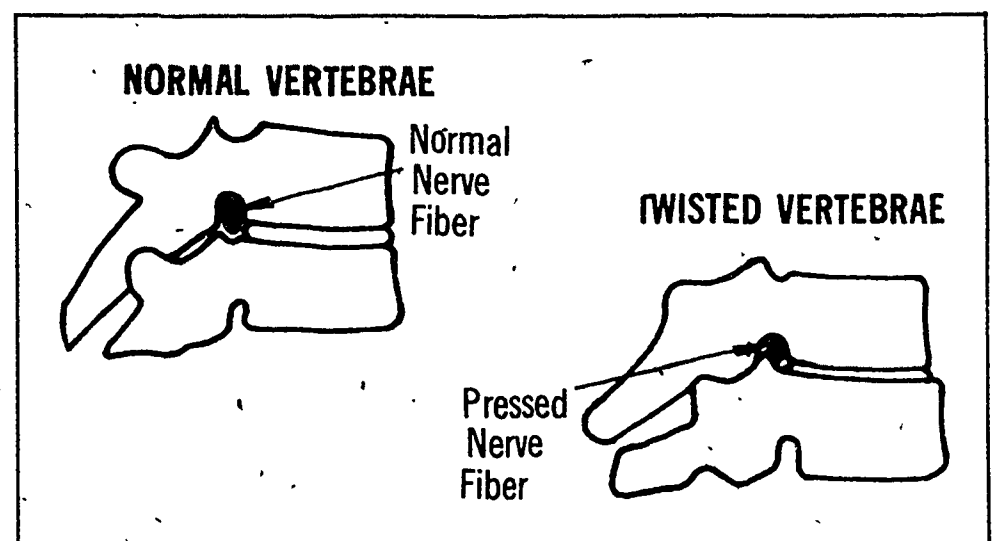 NORMAL VERTEBRAE
Normal
Nerve
Fiber
TWISTED VERTEBRAE
Pressed
Nerve
Fiber